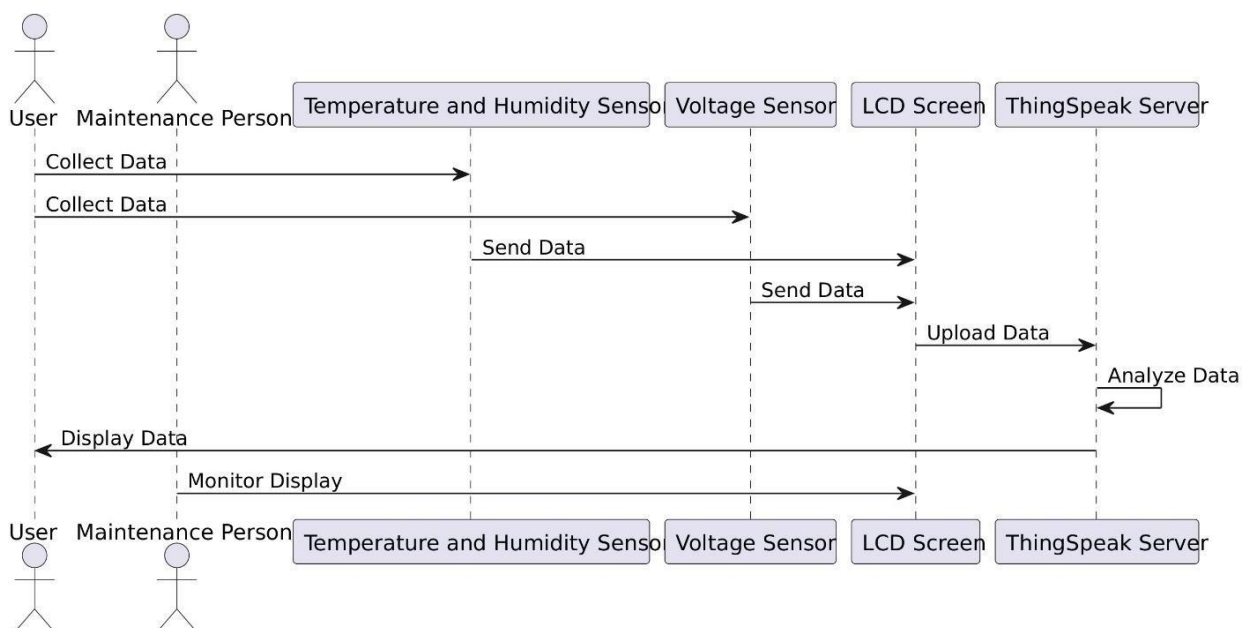 User
Maintenance Person
Temperature and Humidity Sensor
Voltage Sensor
LCD Screen
ThingSpeak Server
Collect Data
Collect Data
Send Data
Send Data
Upload Data
Analyze Data
Display Data
Monitor Display
User
Maintenance Person
Temperature and Humidity Sensor
Voltage Sensor
LCD Screen
ThingSpeak Server